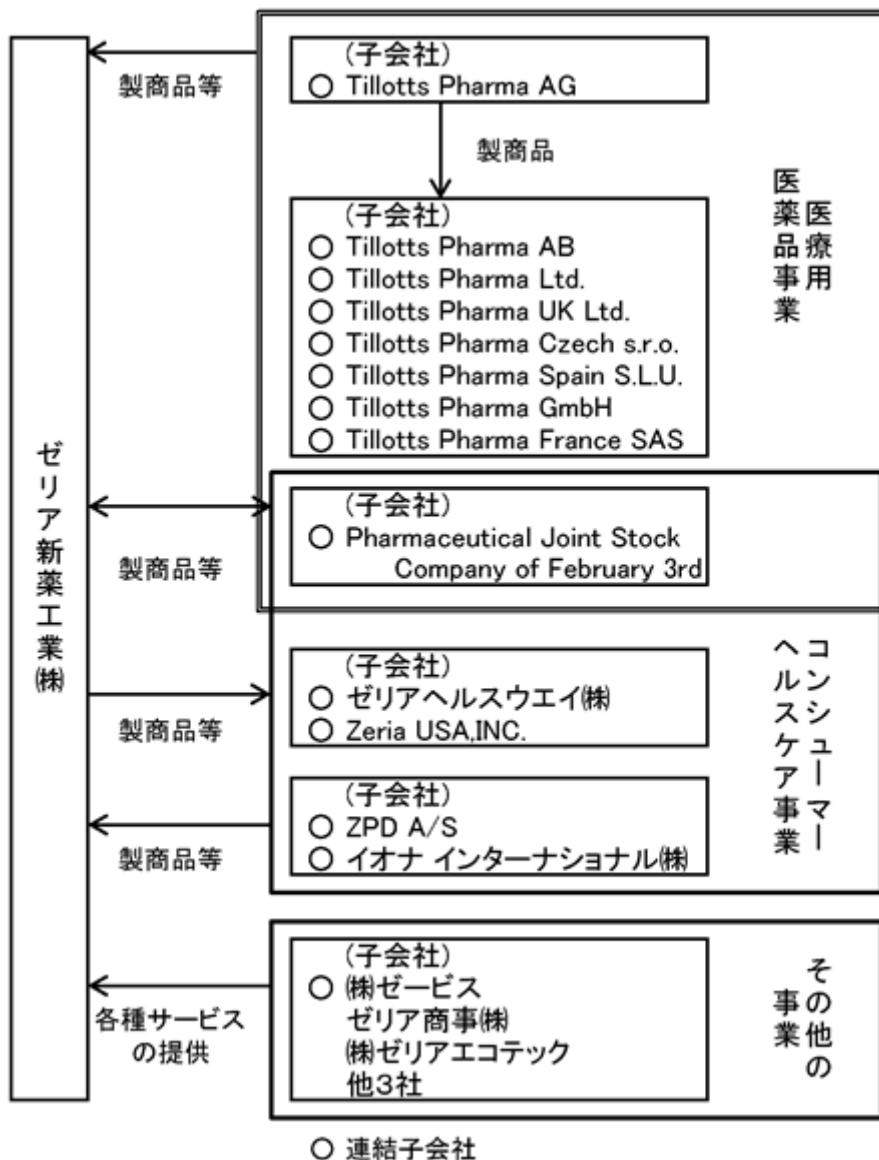 ゼリア新薬工業㈱
製商品等
(子会社)
○ Tillotts Pharma AG
製商品
(子会社)
○ Tillotts Pharma AB
○ Tillotts Pharma Ltd.
○ Tillotts Pharma UK Ltd.
○ Tillotts Pharma Czech s.r.o.
○ Tillotts Pharma Spain S.L.U.
○ Tillotts Pharma GmbH
○ Tillotts Pharma France SAS
医療用
医薬品事業
製商品等
(子会社)
○ Pharmaceutical Joint Stock
Company of February 3rd
製商品等
(子会社)
○ ゼリアヘルスウエイ㈱
○ Zeria USA,INC.
製商品等
(子会社)
○ ZPD A/S
○ イオナ インターナショナル㈱
コンシューマー
ヘルスケア事業
各種サービス
の提供
(子会社)
○ ㈱ゼービス
ゼリア商事㈱
㈱ゼリアエコテック
他3社
その他の
事業
○ 連結子会社